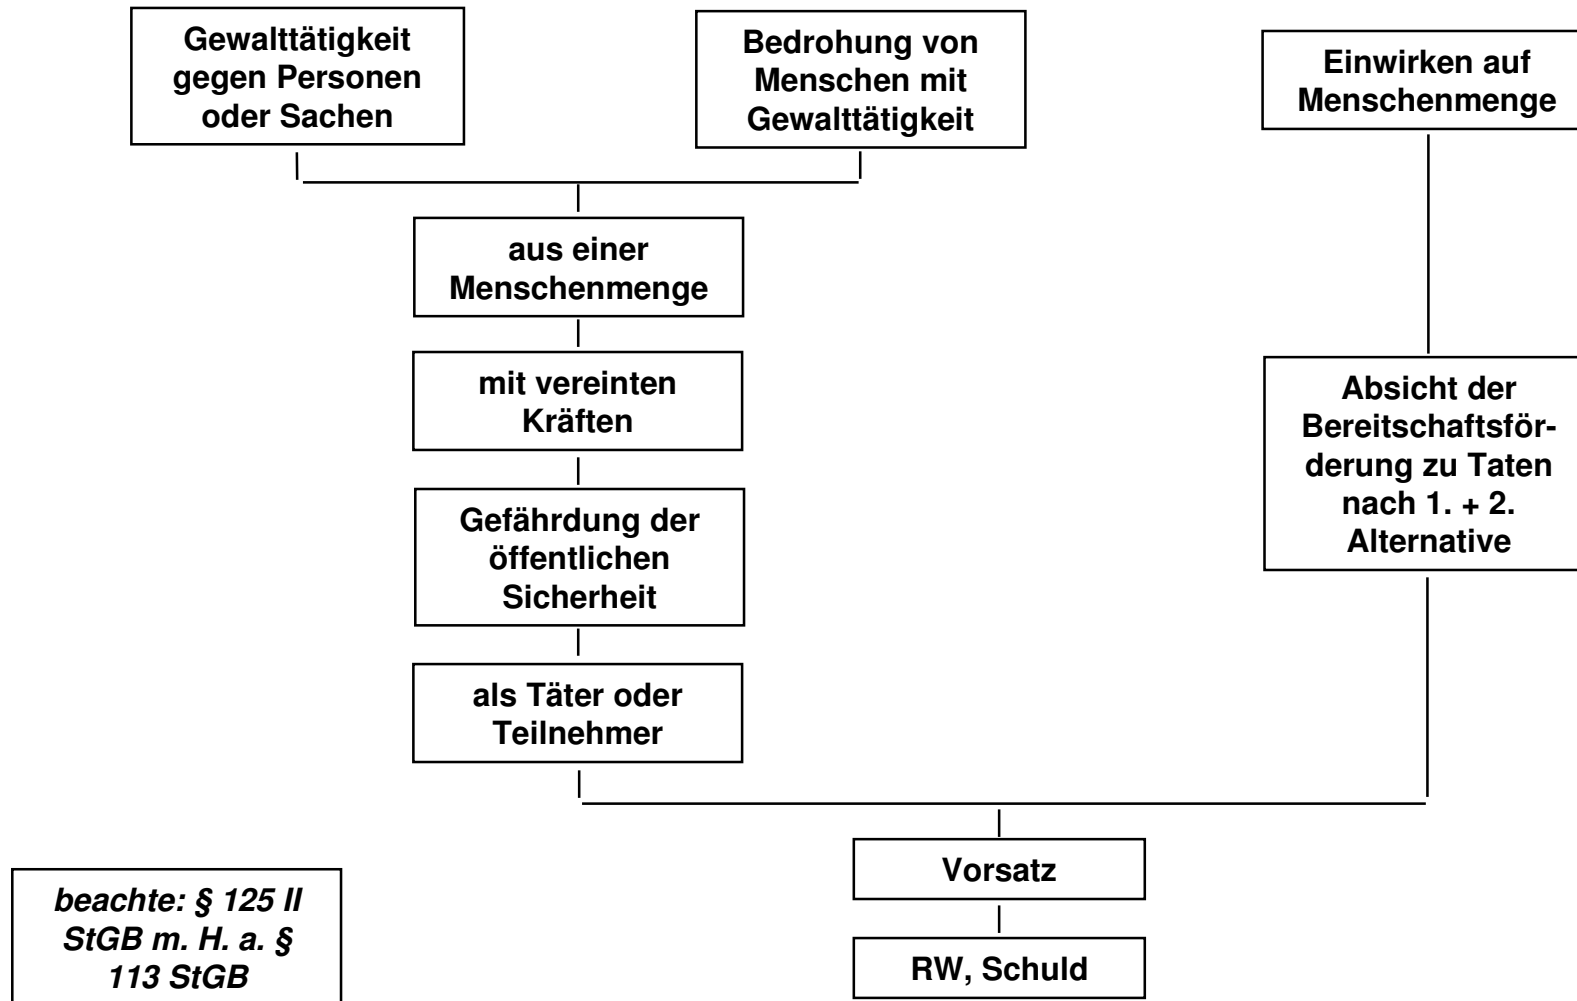 Gewalttätigkeit
gegen Personen
oder Sachen
Bedrohung von
Menschen mit
Gewalttätigkeit
Einwirken auf
Menschenmenge
aus einer
Menschenmenge
mit vereinten
Kräften
Gefährdung der
öffentlichen
Sicherheit
als Täter oder
Teilnehmer
Absicht der
Bereitschaftsför-
derung zu Taten
nach 1. + 2.
Alternative
Vorsatz
RW, Schuld
beachte: § 125 II
StGB m. H. a. §
113 StGB